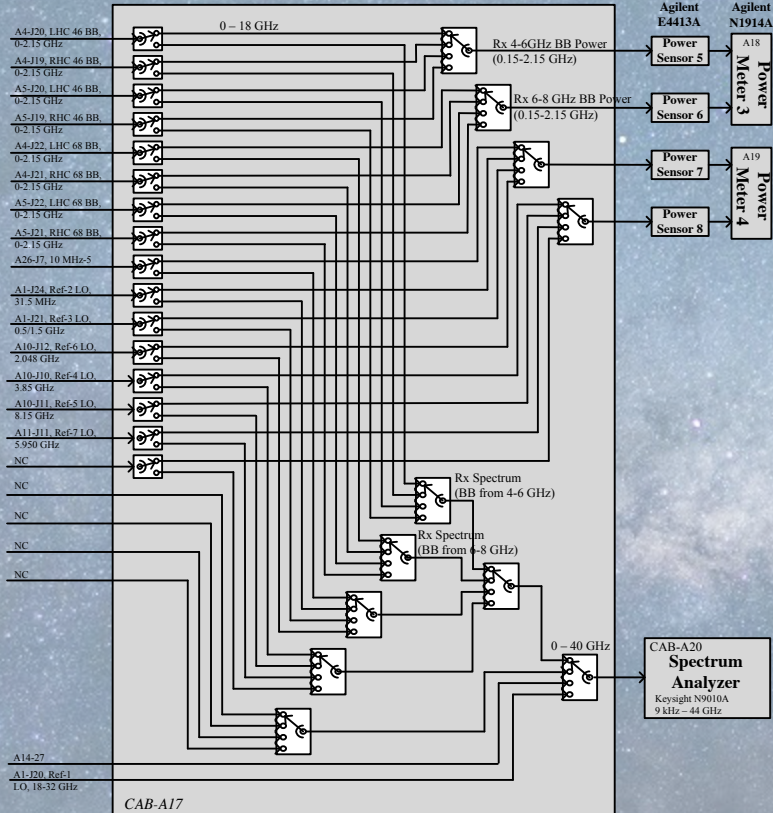 A4-J20, LHC 46 BB,
0-2.15 GHz
A4-J19, RHC 46 BB,
0-2.15 GHz
A5-J20, LHC 46 BB,
0-2.15 GHz
A5-J19, RHC 46 BB,
0-2.15 GHz
A4-J22, LHC 68 BB,
0-2.15 GHz
A4-J21, RHC 68 BB,
0-2.15 GHz
A5-J22, LHC 68 BB,
0-2.15 GHz
A5-J21, RHC 68 BB,
0-2.15 GHz
A26-J7, 10 MHz-5
A1-J24, Ref-2 LO,
31.5 MHz
A1-J21, Ref-3 LO,
0.5/1.5 GHz
A10-J12, Ref-6 LO,
2.048 GHz
A10-J10, Ref-4 LO,
3.85 GHz
A10-J11, Ref-5 LO,
8.15 GHz
A11-J11, Ref-7 LO,
5.950 GHz
NC
NC
NC
NC
NC
A14-27
A1-J20, Ref-1
LO, 18-32 GHz
0 – 18 GHz
Rx 4-6GHz BB Power
(0.15-2.15 GHz)
Rx 6-8 GHz BB Power
(0.15-2.15 GHz)
Rx Spectrum
(BB from 4-6 GHz)
Rx Spectrum
(BB from 6-8 GHz)
0 – 40 GHz
CAB-A17
Agilent
E4413A
Agilent
N1914A
Power
Sensor 5
Power
Sensor 6
Power
Sensor 7
Power
Sensor 8
A18
Power
Meter 3
A19
Power
Meter 4
CAB-A20
Spectrum
Analyzer
Keysight N9010A
9 kHz – 44 GHz